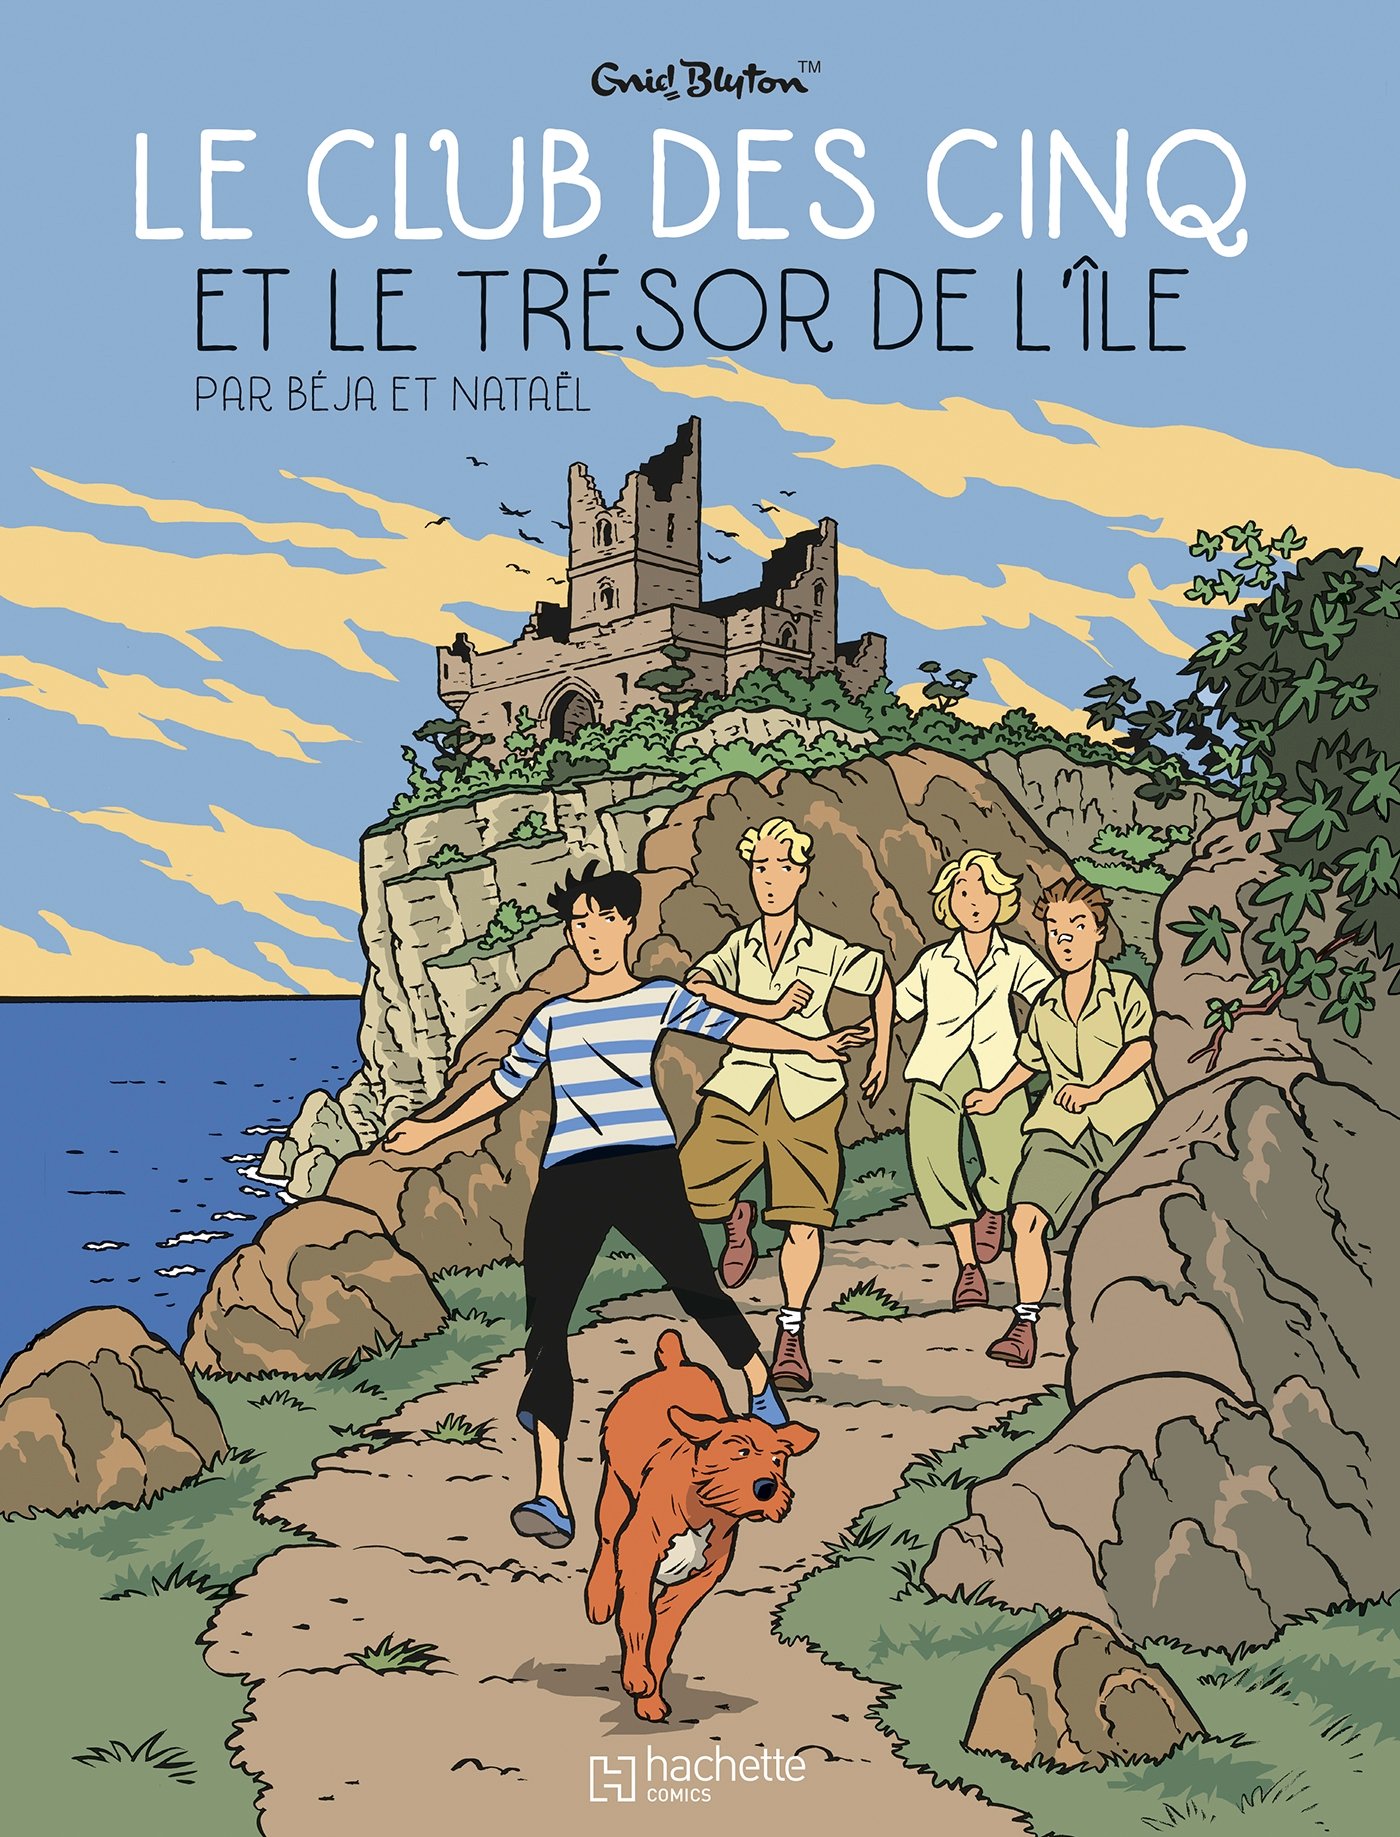 Enid Blyton™
LE CLUB DES CINQ
ET LE TRÉSOR DE L'ÎLE
PAR BÉJA ET NATAËL
hachette
COMICS